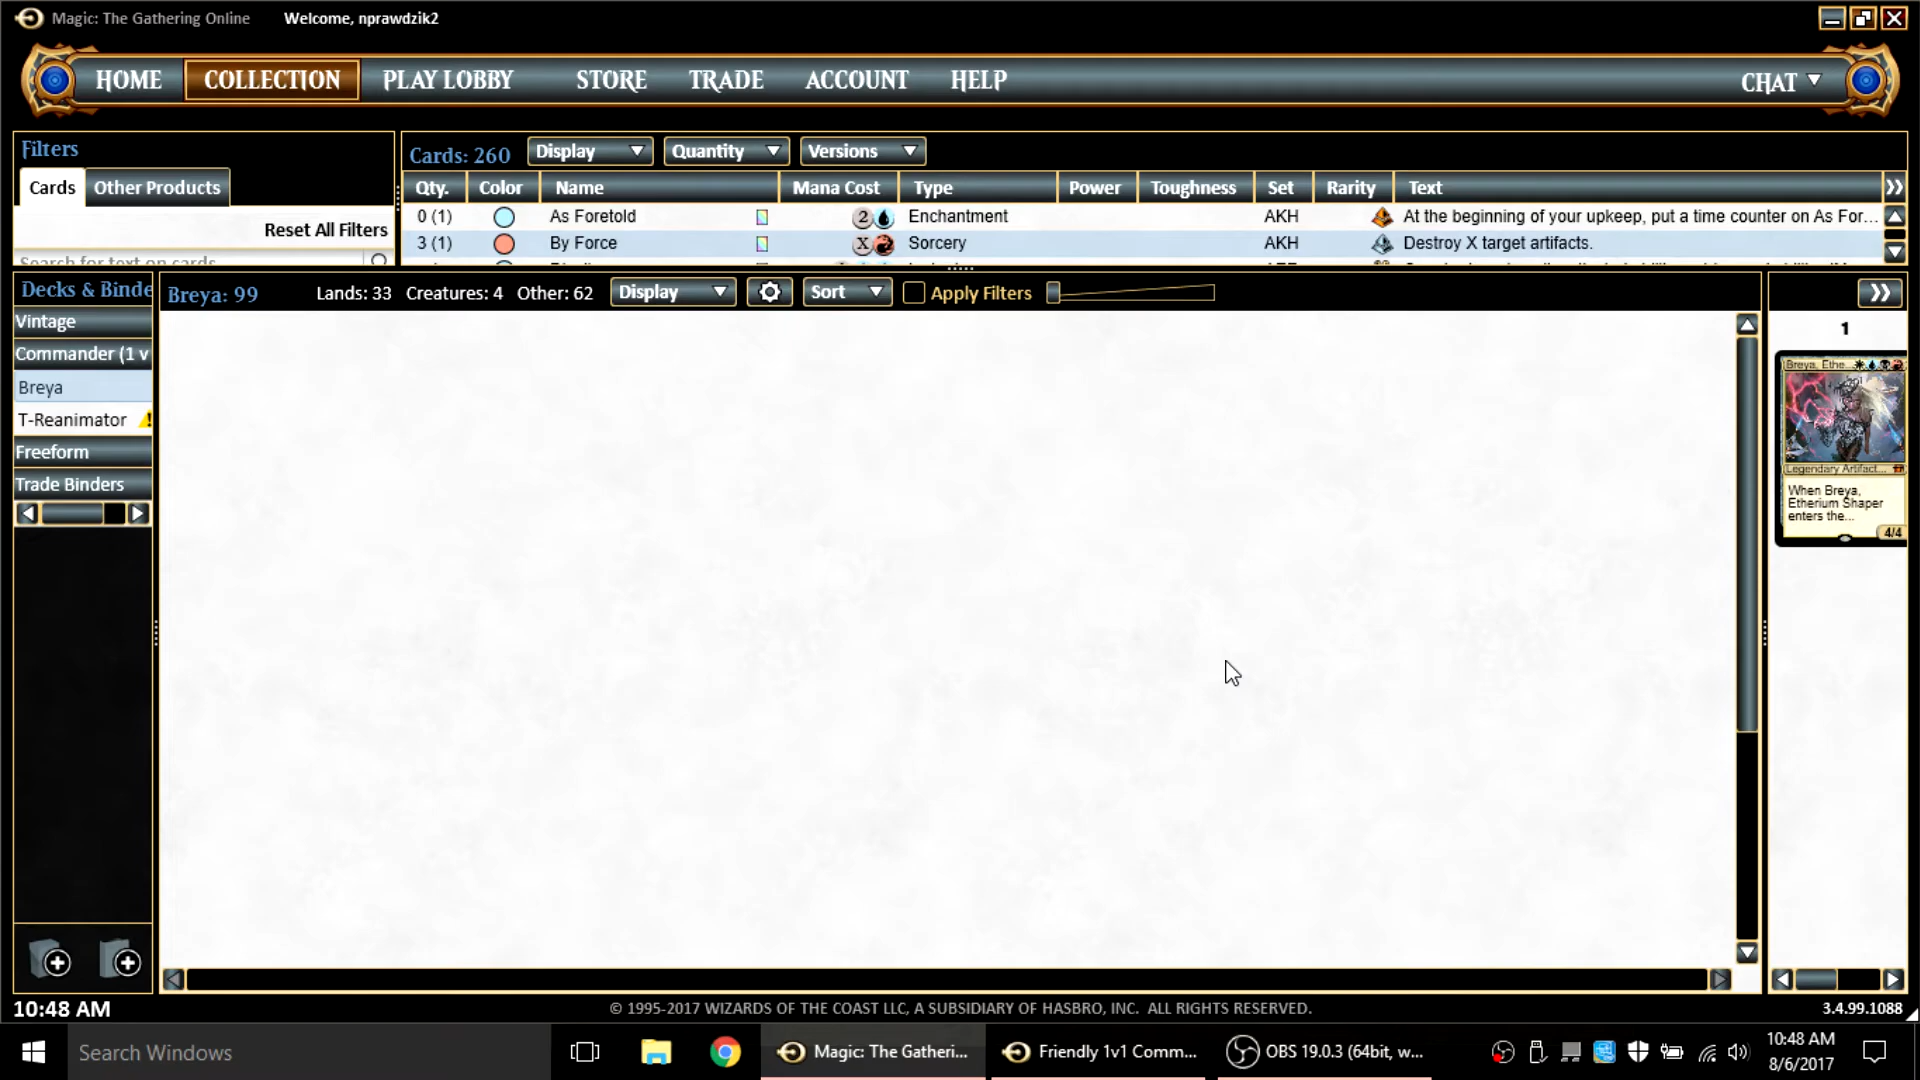 Magic: The Gathering Online Welcome, nprawdzik2
HOME COLLECTION PLAY LOBBY STORE TRADE ACCOUNT HELP CHAT
Filters
Cards Other Products
Reset All Filters
Search for text on cards
Cards: 260 Display Quantity Versions
Qty. Color Name Mana Cost Type Power Toughness Set Rarity Text
0 (1) As Foretold 2 Enchantment AKH At the beginning of your upkeep, put a time counter on As For...
3 (1) By Force X Sorcery AKH Destroy X target artifacts.
Decks & Binde
Vintage
Commander (1 v
Breya
T-Reanimator
Freeform
Trade Binders
Breya: 99 Lands: 33 Creatures: 4 Other: 62 Display Sort Apply Filters
1
Breya, Ethe...
Legendary Artifact...
When Breya,
Etherium Shaper
enters the...
4/4
10:48 AM © 1995-2017 WIZARDS OF THE COAST LLC, A SUBSIDIARY OF HASBRO, INC. ALL RIGHTS RESERVED. 3.4.99.1088
Search Windows Magic: The Gatheri... Friendly 1v1 Comm... OBS 19.0.3 (64bit, w... 10:48 AM
8/6/2017